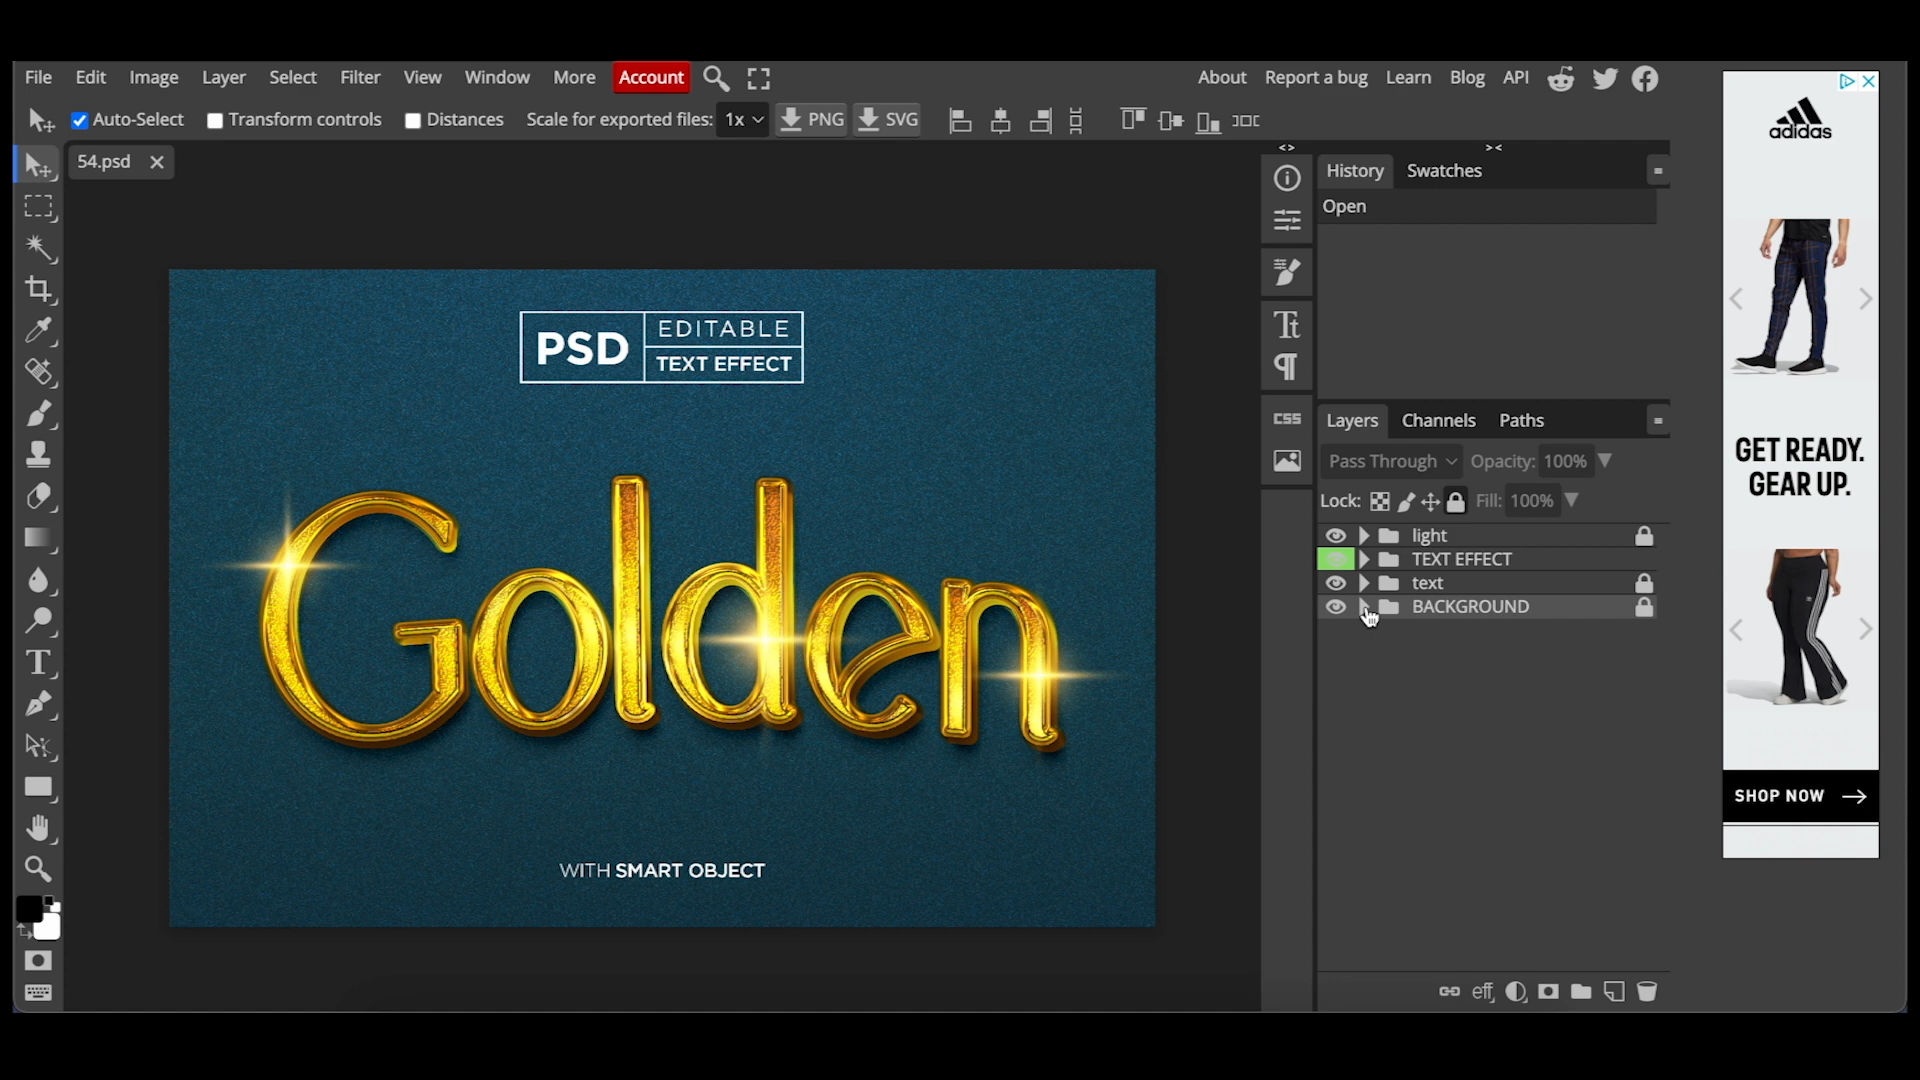 File Edit Image Layer Select Filter View Window More Account
About Report a bug Learn Blog API
Auto-Select Transform controls Distances Scale for exported files: 1x PNG SVG
54.psd
History Swatches
Open
PSD
EDITABLE
TEXT EFFECT
Golden
WITH SMART OBJECT
CSS
Layers Channels Paths
Pass Through Opacity: 100%
Lock: Fill: 100%
light
TEXT EFFECT
text
BACKGROUND
eff
adidas
GET READY.
GEAR UP.
SHOP NOW